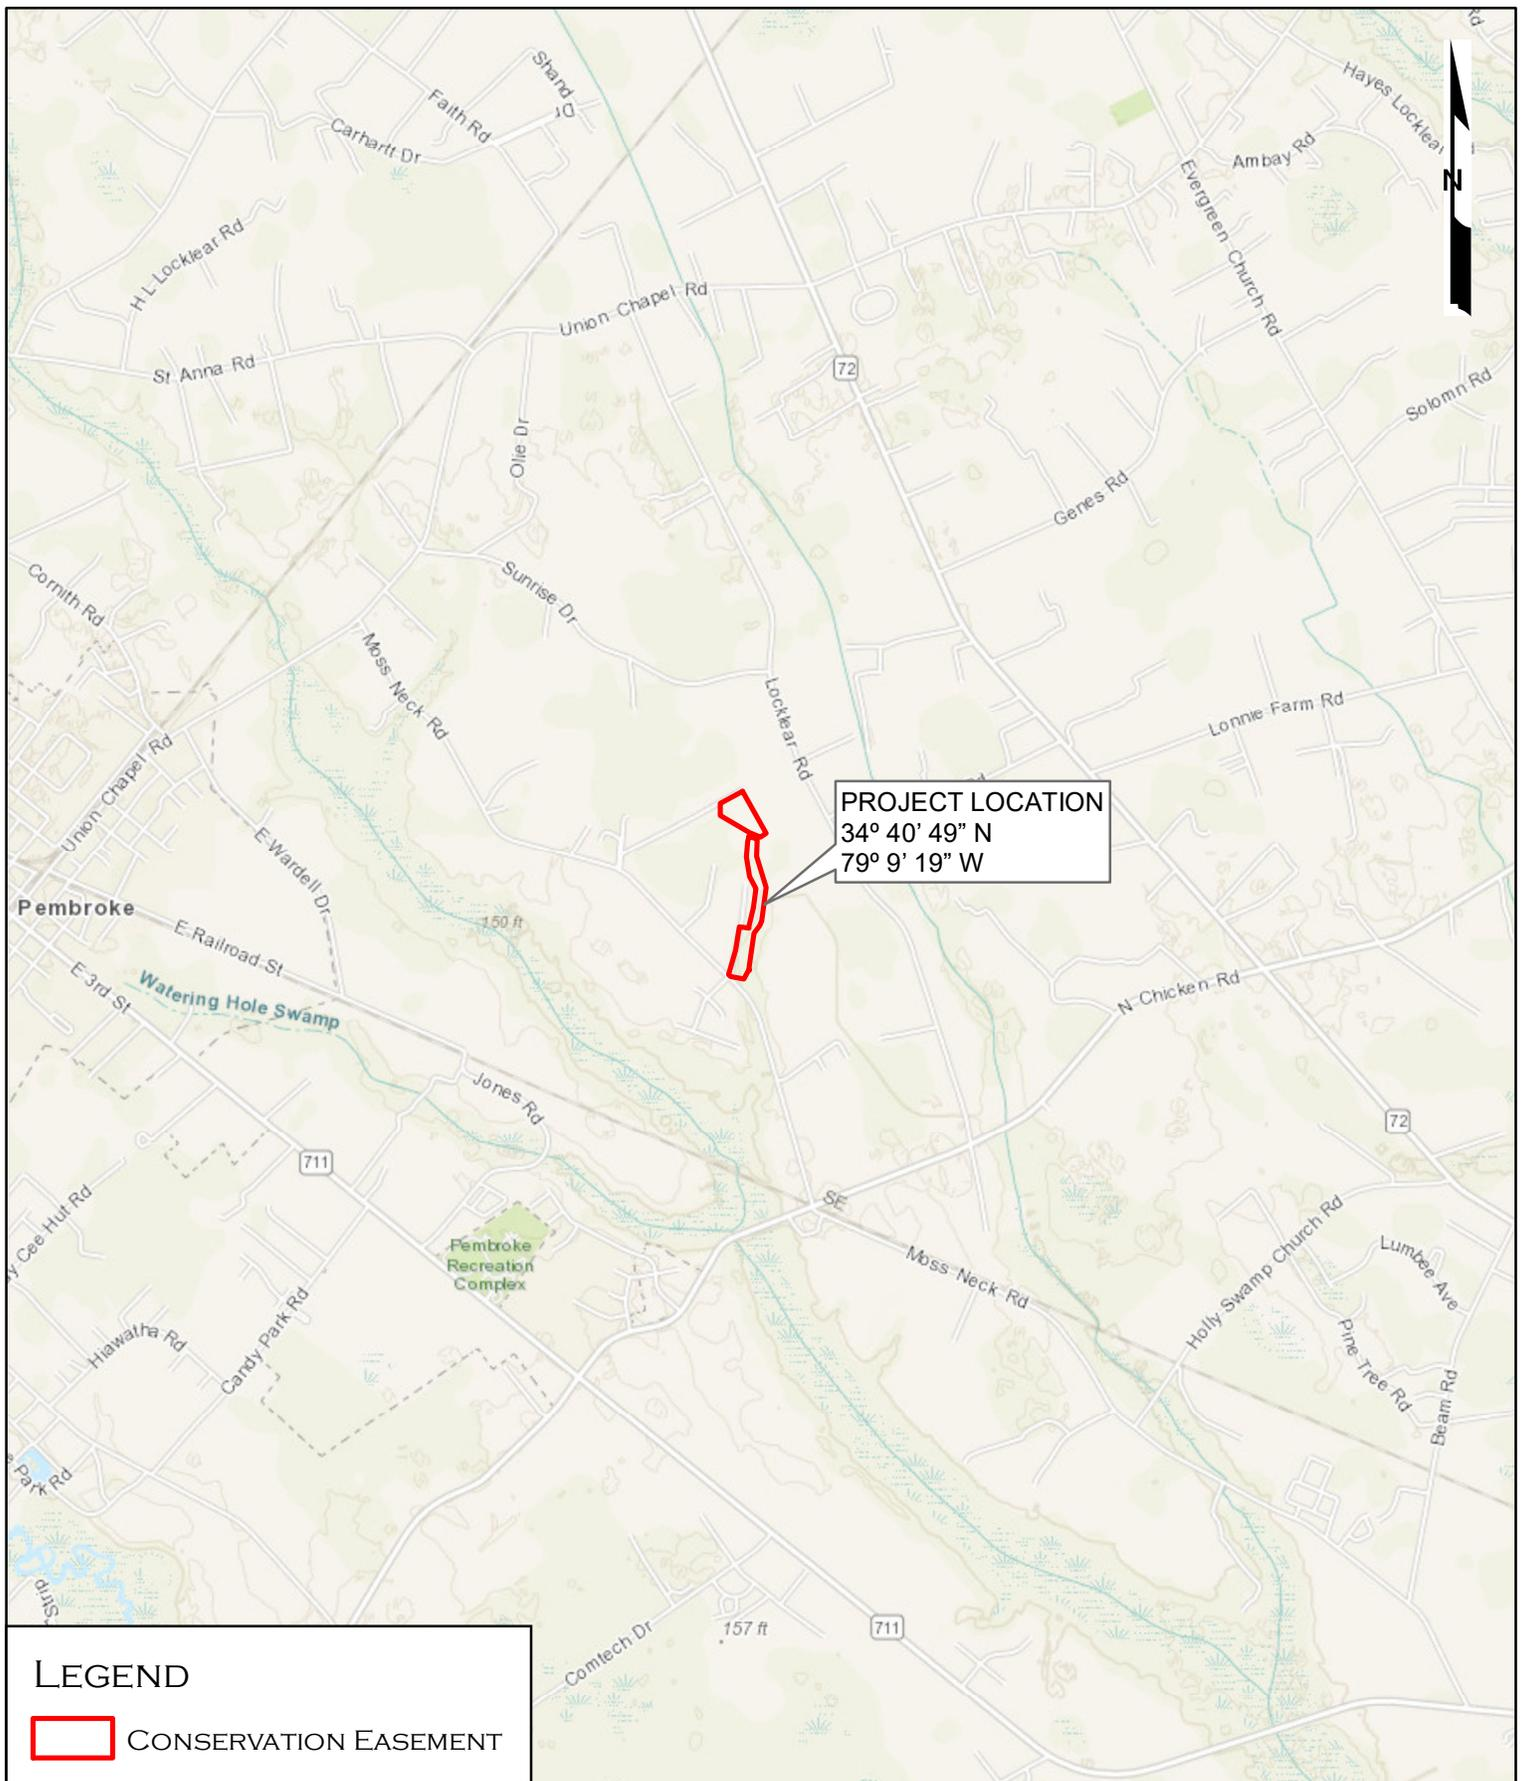 Shand Dr
Faith Rd
Carhartt Dr
Hayes Locklear
Ambay Rd
N
Evergreen Church Rd
H L Locklear Rd
Union Chapel Rd
St Anna Rd
72
Solomn Rd
Olie Dr
Genes Rd
Cornith Rd
Sunrise Dr
Moss Neck Rd
Locklear Rd
Lonnie Farm Rd
Union Chapel Rd
PROJECT LOCATION
34º 40’ 49” N
79º 9’ 19” W
E Wardell Dr
Pembroke
150 ft
E Railroad St
E 3rd St
Watering Hole Swamp
N Chicken Rd
Jones Rd
72
711
SE
Cee Hut Rd
Pembroke
Recreation
Complex
Moss Neck Rd
Holly Swamp Church Rd
Lumbee Ave
Hiawatha Rd
Candy Park Rd
Pine Tree Rd
Beam Rd
Park Rd
Strip
Comtech Dr
157 ft
711
LEGEND
CONSERVATION EASEMENT